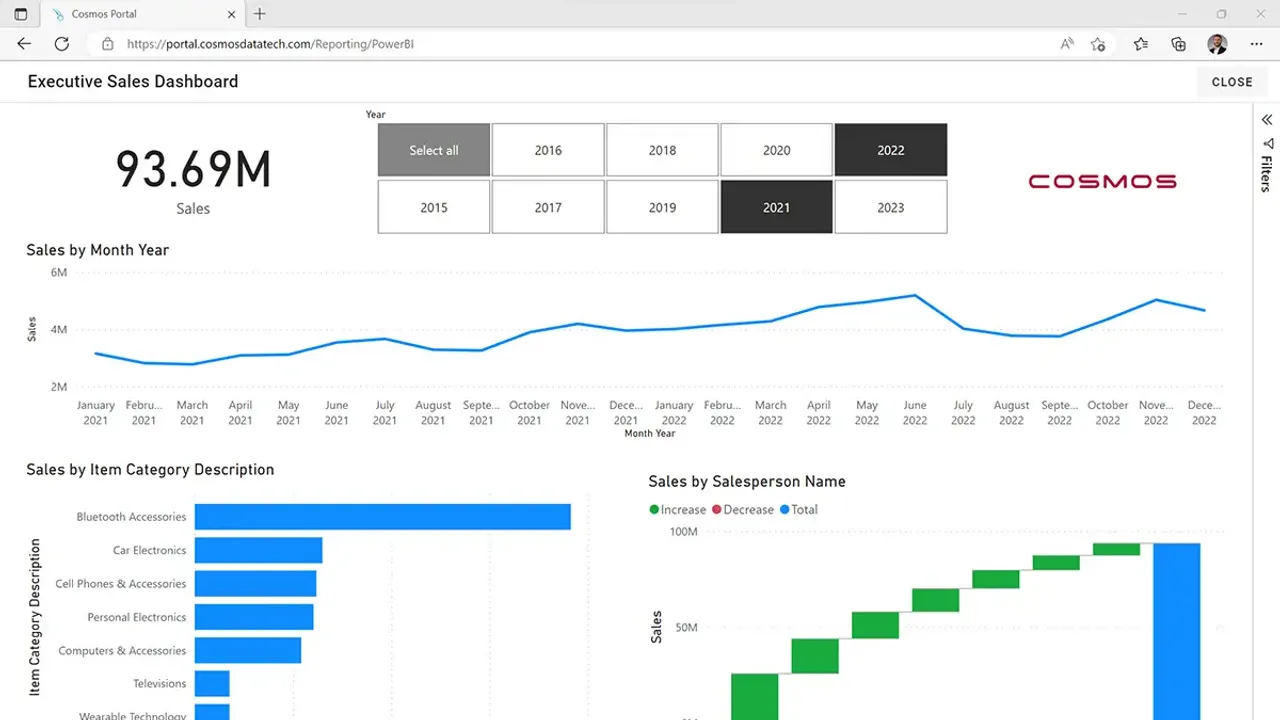 Cosmos Portal
https://portal.cosmosdatatech.com/Reporting/PowerBI
Executive Sales Dashboard
CLOSE
Year
Select all 2016 2018 2020 2022
2015 2017 2019 2021 2023
93.69M
Sales
COSMOS
Filters
Sales by Month Year
6M
4M
2M
Sales
January Febru... March April May June July August Septe... October Nove... Dece... January Febru... March April May June July August Septe... October Nove... Dece...
2021 2021 2021 2021 2021 2021 2021 2021 2021 2021 2021 2021 2022 2022 2022 2022 2022 2022 2022 2022 2022 2022 2022 2022
Month Year
Sales by Item Category Description
Item Category Description
Bluetooth Accessories
Car Electronics
Cell Phones & Accessories
Personal Electronics
Computers & Accessories
Televisions
Wearable Technology
Sales by Salesperson Name
Increase Decrease Total
100M
50M
Sales